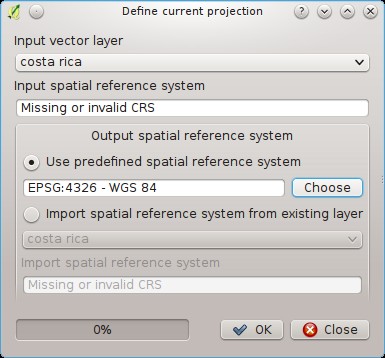 Define current projection
Input vector layer
costa rica
Input spatial reference system
Missing or invalid CRS
Output spatial reference system
Use predefined spatial reference system
EPSG:4326 - WGS 84
Choose
Import spatial reference system from existing layer
costa rica
Import spatial reference system
Missing or invalid CRS
0%
OK
Close